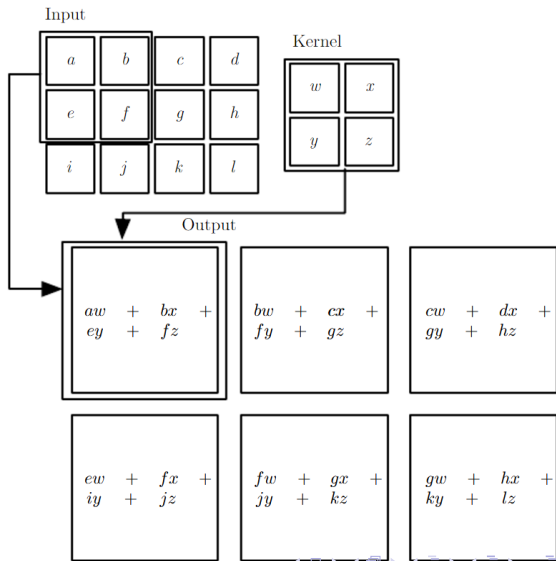 Input
Kernel
a b c d
w x
e f g h
y z
i j k l
Output
aw + bx +
ey + fz
bw + cx +
fy + gz
cw + dx +
gy + hz
ew + fx +
iy + jz
fw + gx +
jy + kz
gw + hx +
ky + lz